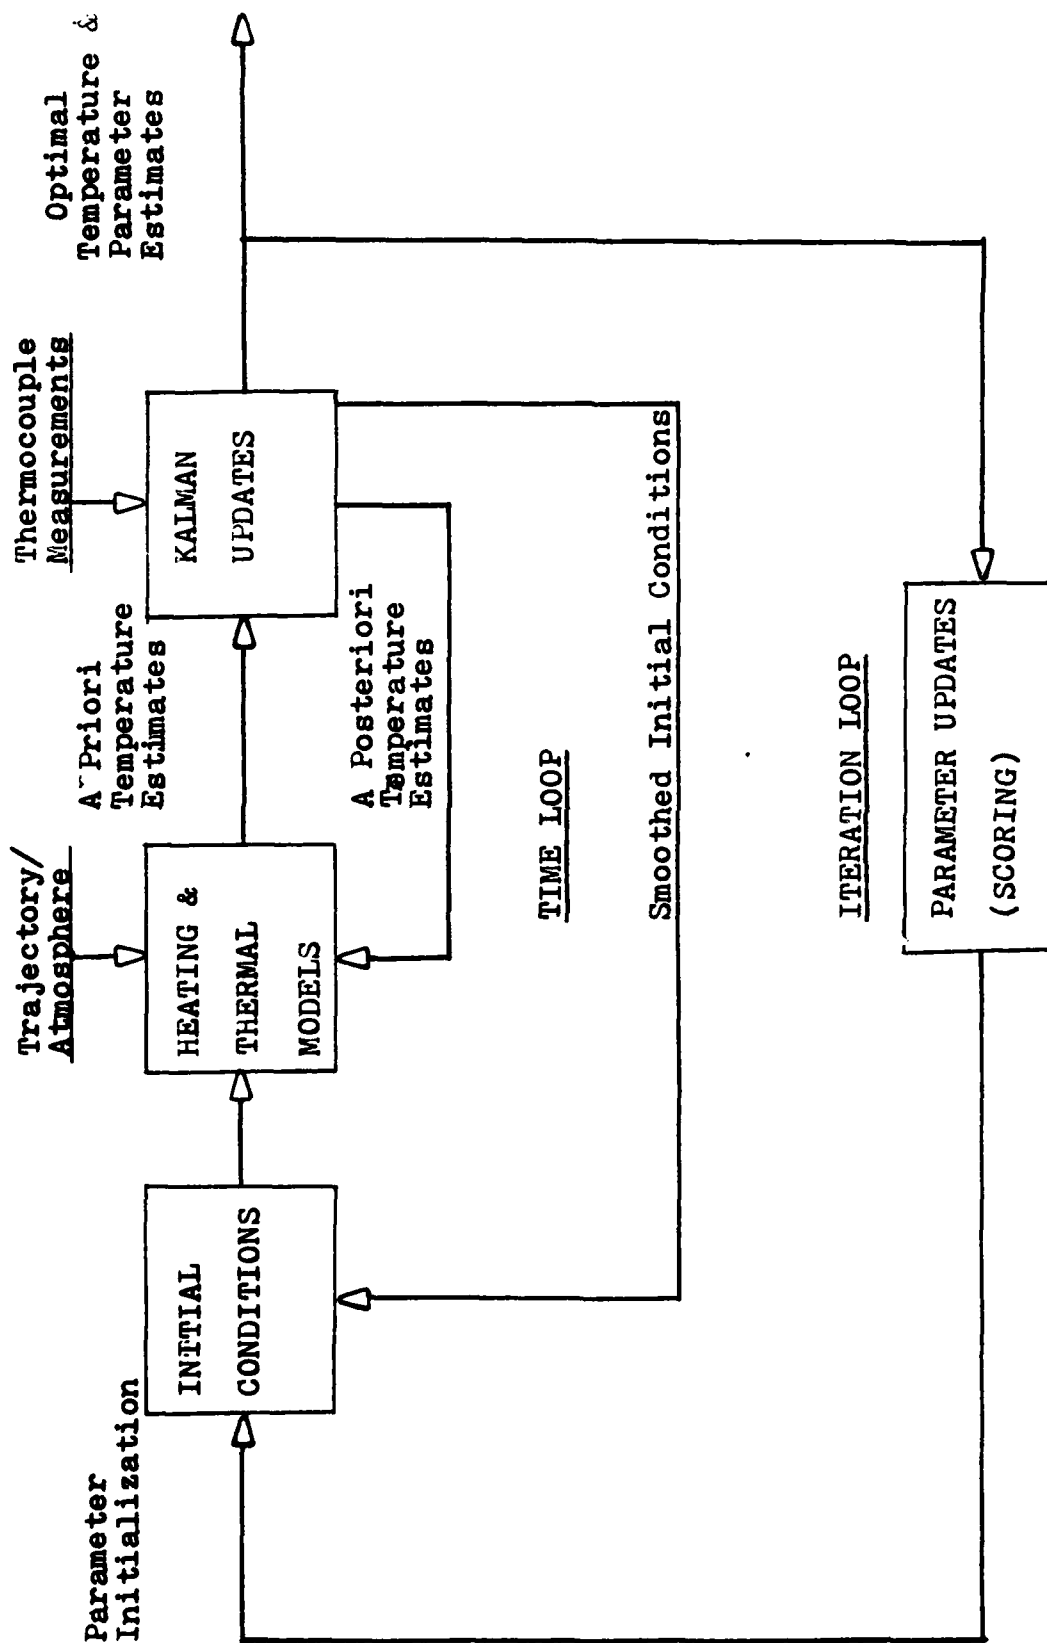 Parameter
Initialization
INITIAL
CONDITIONS
Trajectory/
Atmosphere
HEATING &
THERMAL
MODELS
A Priori
Temperature
Estimates
A Posteriori
Temperature
Estimates
Thermocouple
Measurements
KALMAN
UPDATES
Optimal
Temperature &
Parameter
Estimates
TIME LOOP
Smoothed Initial Conditions
ITERATION LOOP
PARAMETER UPDATES
(SCORING)